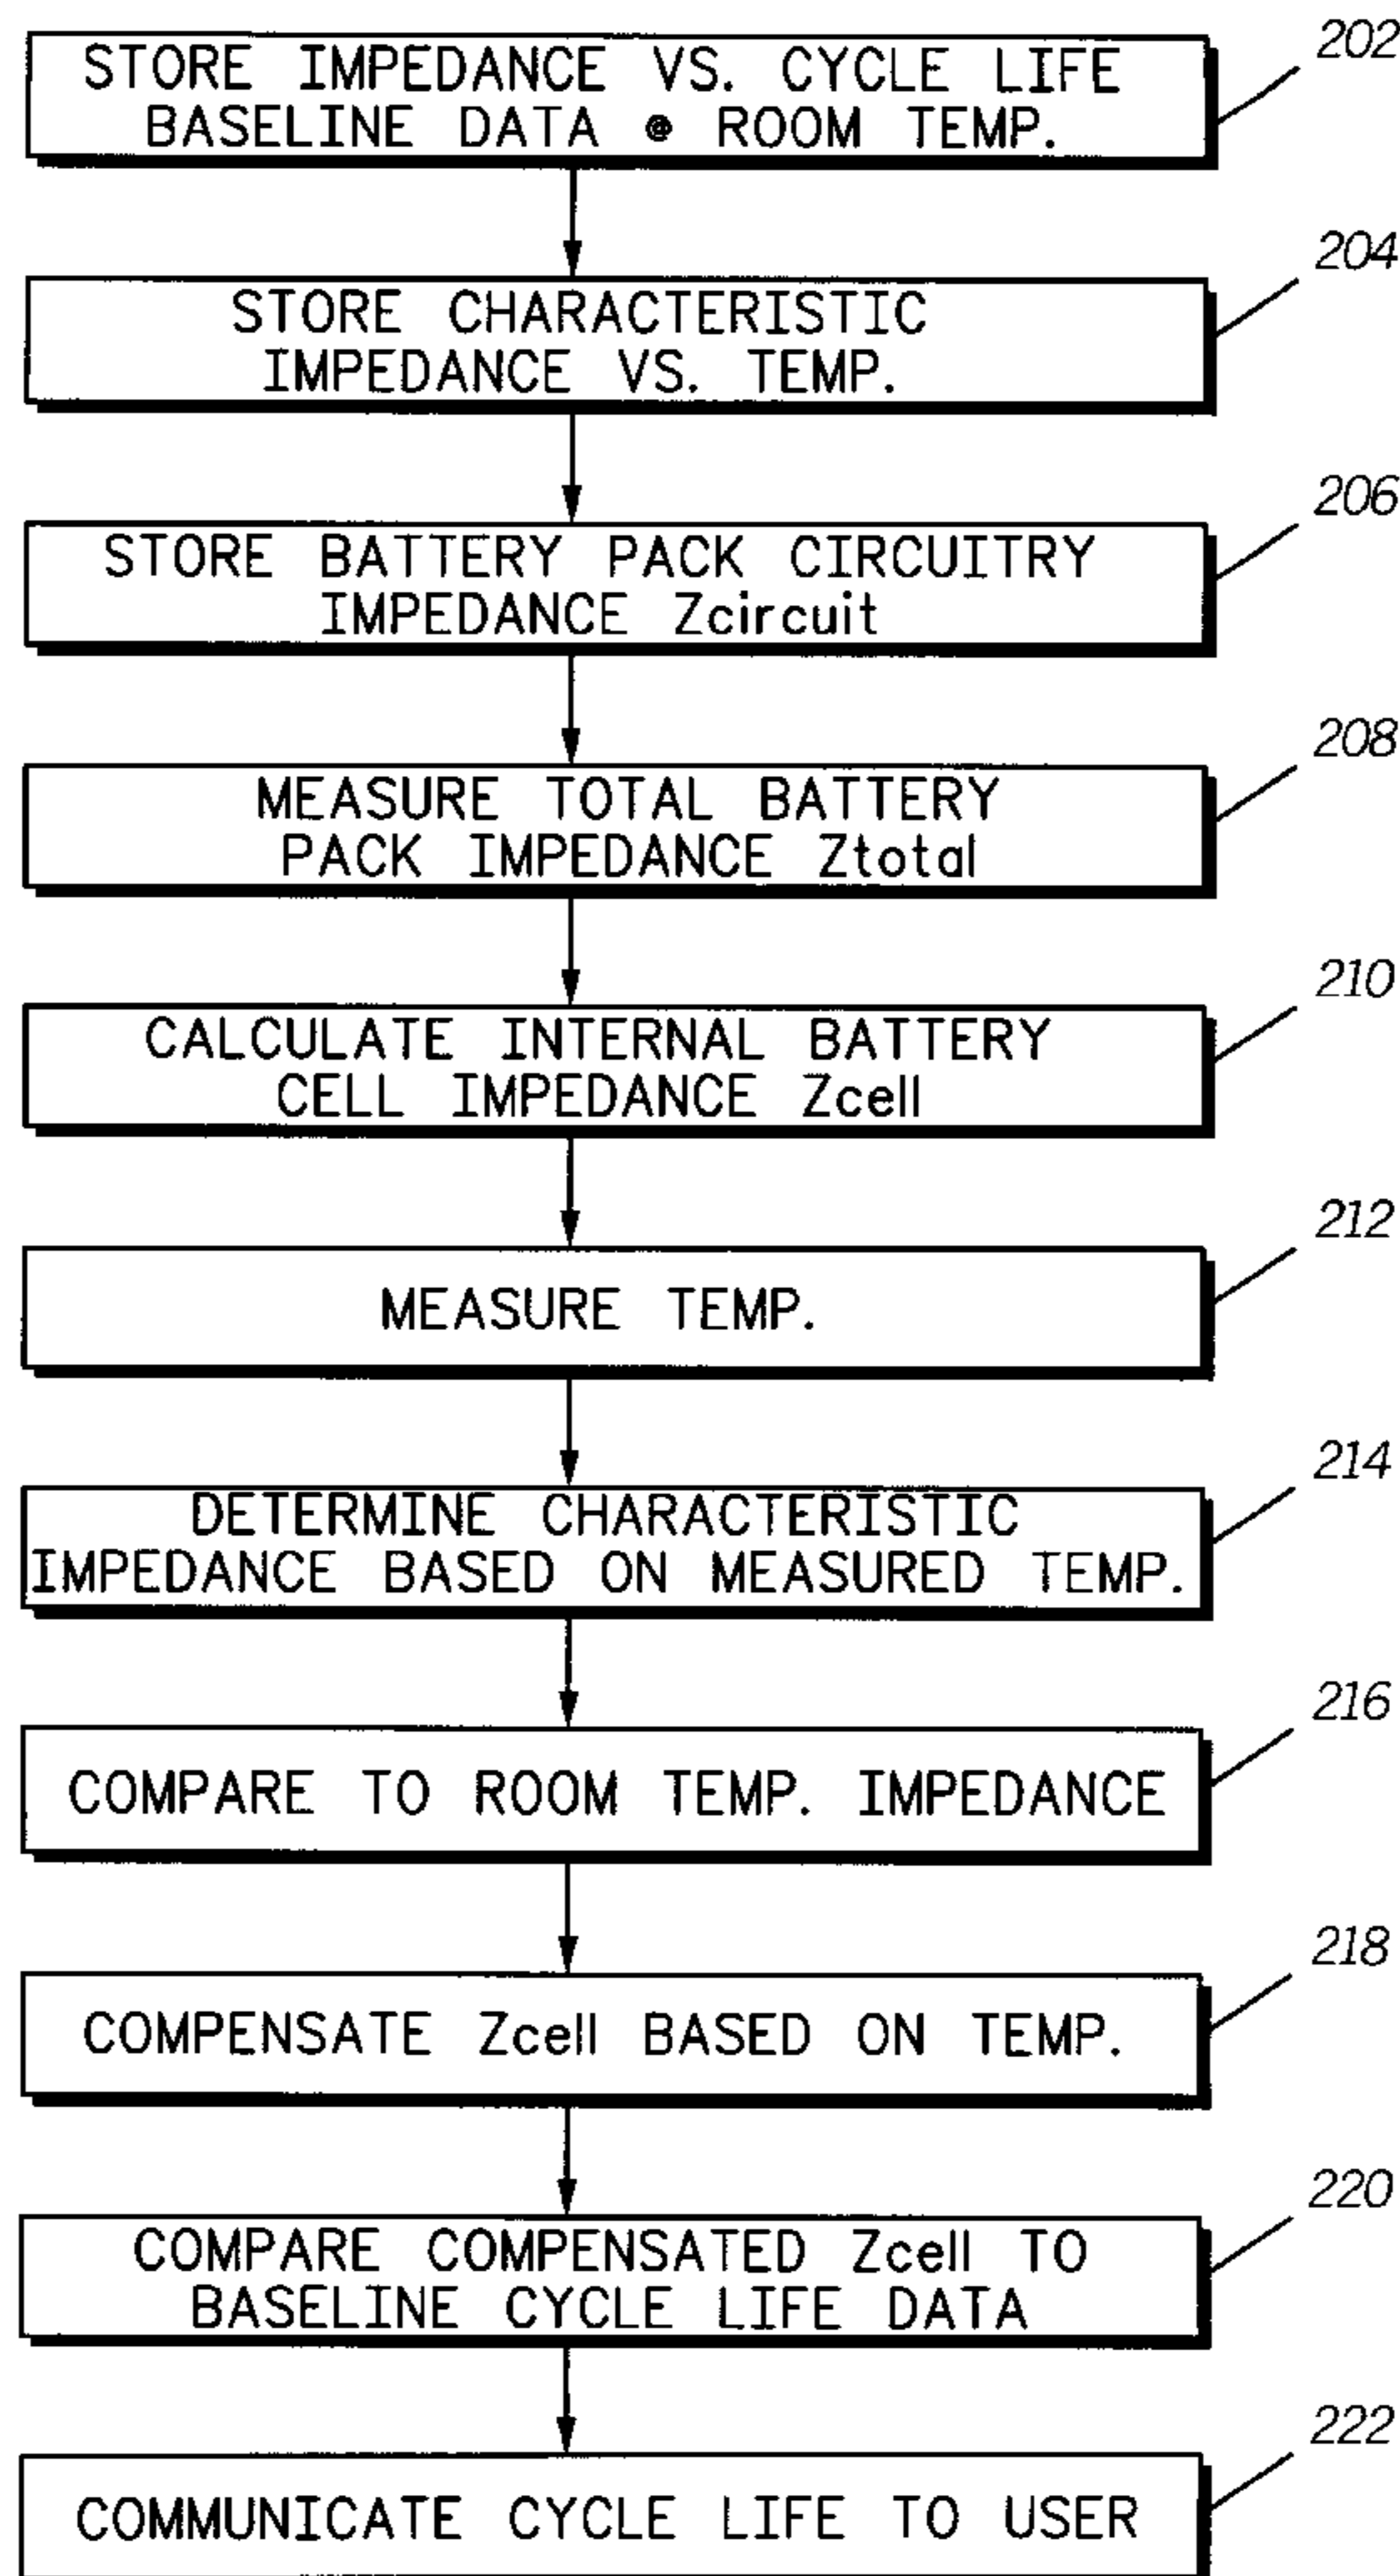 202
STORE IMPEDANCE VS. CYCLE LIFE
BASELINE DATA @ ROOM TEMP.
204
STORE CHARACTERISTIC
IMPEDANCE VS. TEMP.
206
STORE BATTERY PACK CIRCUITRY
IMPEDANCE Zcircuit
208
MEASURE TOTAL BATTERY
PACK IMPEDANCE Ztotal
210
CALCULATE INTERNAL BATTERY
CELL IMPEDANCE Zcell
212
MEASURE TEMP.
214
DETERMINE CHARACTERISTIC
IMPEDANCE BASED ON MEASURED TEMP.
216
COMPARE TO ROOM TEMP. IMPEDANCE
218
COMPENSATE Zcell BASED ON TEMP.
220
COMPARE COMPENSATED Zcell TO
BASELINE CYCLE LIFE DATA
222
COMMUNICATE CYCLE LIFE TO USER